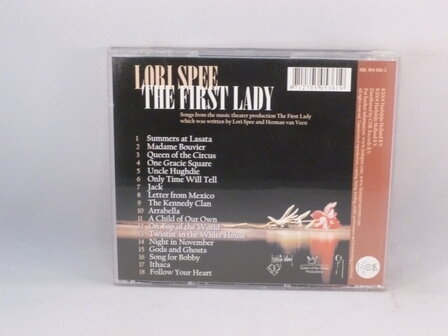 LORI SPEE
THE FIRST LADY
Songs from the music theater production The First Lady
which was written by Lori Spee and Herman van Veen
1 Summers at Lasata
2 Madame Bouvier
3 Queen of the Circus
4 One Gracie Square
5 Uncle Hughdie
6 Only Time Will Tell
7 Jack
8 Letter from Mexico
9 The Kennedy Clan
10 Arrabella
11 A Child of Our Own
12 On Top of the World
13 Twistin' in the White House
14 Night in November
15 Gods and Ghosts
16 Song for Bobby
17 Ithaca
18 Follow Your Heart